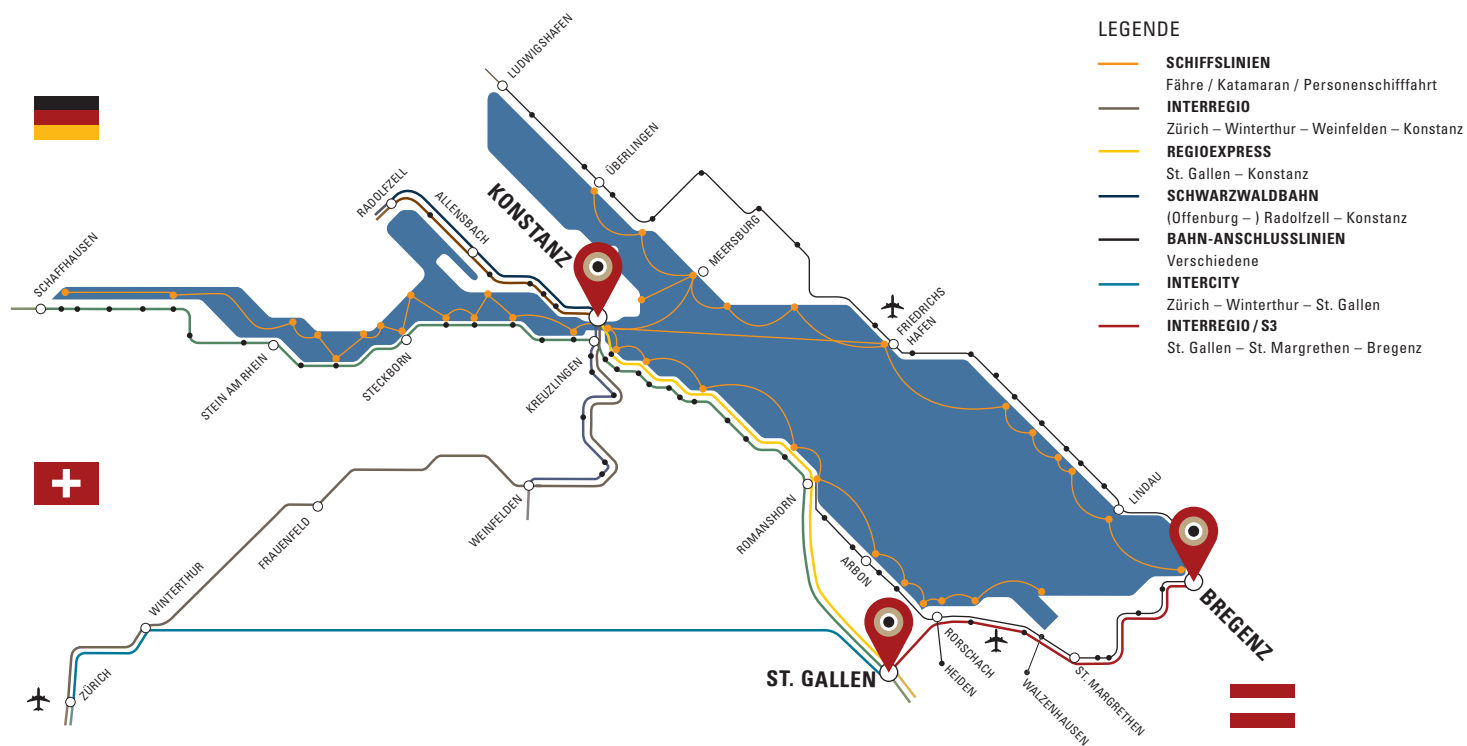 LEGENDE
SCHIFFSLINIEN
Fähre / Katamaran / Personenschifffahrt
INTERREGIO
Zürich – Winterthur – Weinfelden – Konstanz
REGIOEXPRESS
St. Gallen – Konstanz
SCHWARZWALDBAHN
(Offenburg – ) Radolfzell – Konstanz
BAHN-ANSCHLUSSLINIEN
Verschiedene
INTERCITY
Zürich – Winterthur – St. Gallen
INTERREGIO / S3
St. Gallen – St. Margrethen – Bregenz
LUDWIGSHAFEN
ÜBERLINGEN
RADOLFZELL
ALLENSBACH
KONSTANZ
MEERSBURG
SCHAFFHAUSEN
FRIEDRICHS
HAFEN
STEIN AM RHEIN
STECKBORN
KREUZLINGEN
LINDAU
FRAUENFELD
WEINFELDEN
ROMANSHORN
ARBON
WINTERTHUR
BREGENZ
ZÜRICH
ST. GALLEN
RORSCHACH
HEIDEN
WALZENHAUSEN
ST. MARGRETHEN